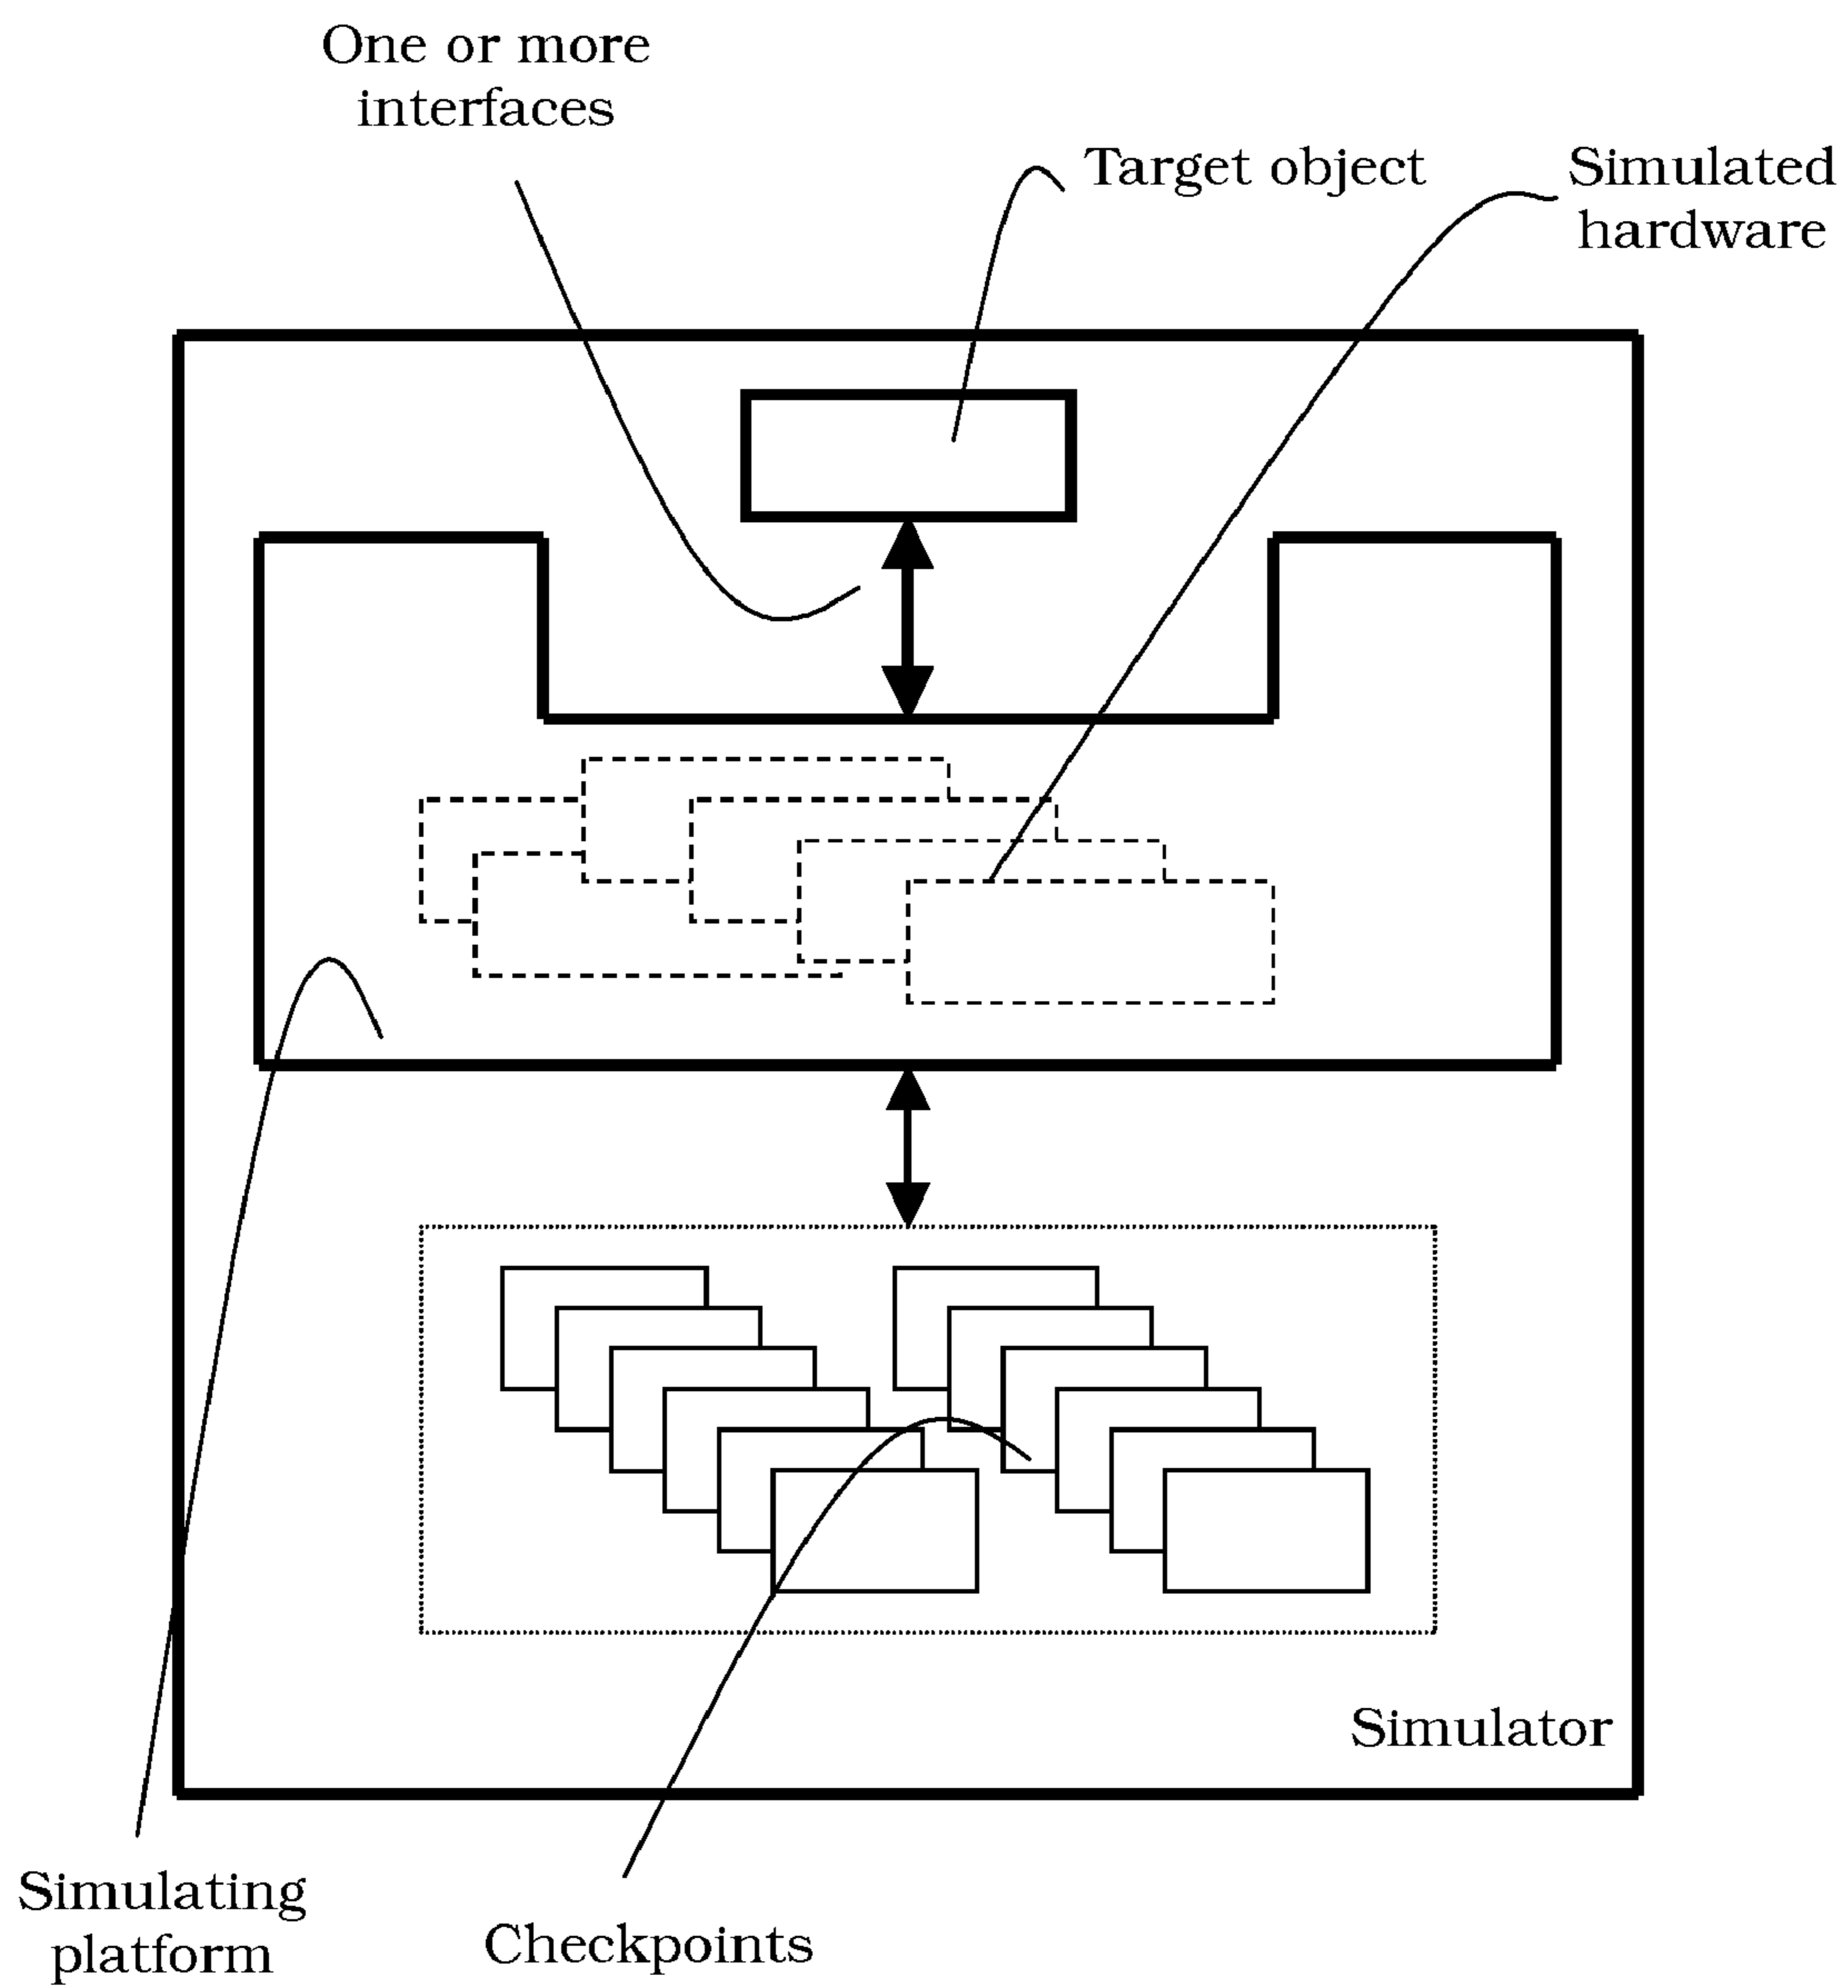 One or more
interfaces
Target object
Simulated
hardware
Simulator
Simulating
platform
Checkpoints